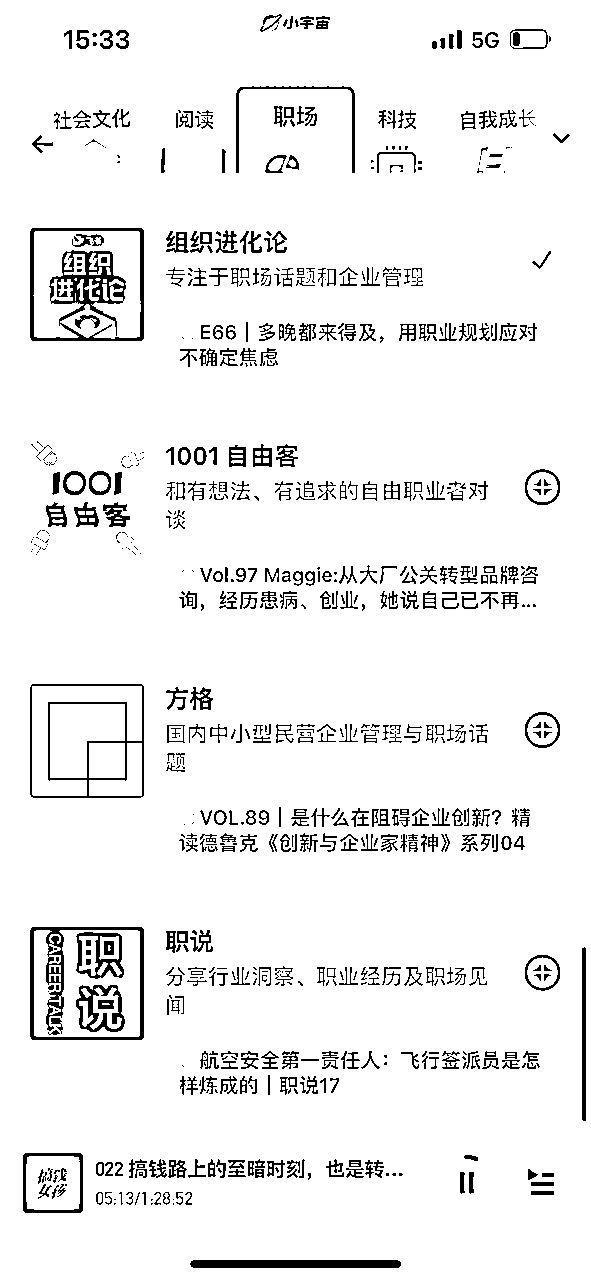 小宇宙
15:33
5G
社会文化
阅读
职场
科技
自我成长
组织
进化论
组织进化论
专注于职场话题和企业管理
E66 | 多晚都来得及，用职业规划应对
不确定焦虑
1001
自由客
1001 自由客
和有想法、有追求的自由职业者对
谈
Vol.97 Maggie:从大厂公关转型品牌咨
询，经历患病、创业，她说自己已不再...
方格
国内中小型民营企业管理与职场话
题
VOL.89 | 是什么在阻碍企业创新？精
读德鲁克《创新与企业家精神》系列04
CAREER TALK
职
说
职说
分享行业洞察、职业经历及职场见
闻
航空安全第一责任人：飞行签派员是怎
样炼成的 | 职说17
搞钱
女孩
022 搞钱路上的至暗时刻，也是转...
05:13/1:28:52